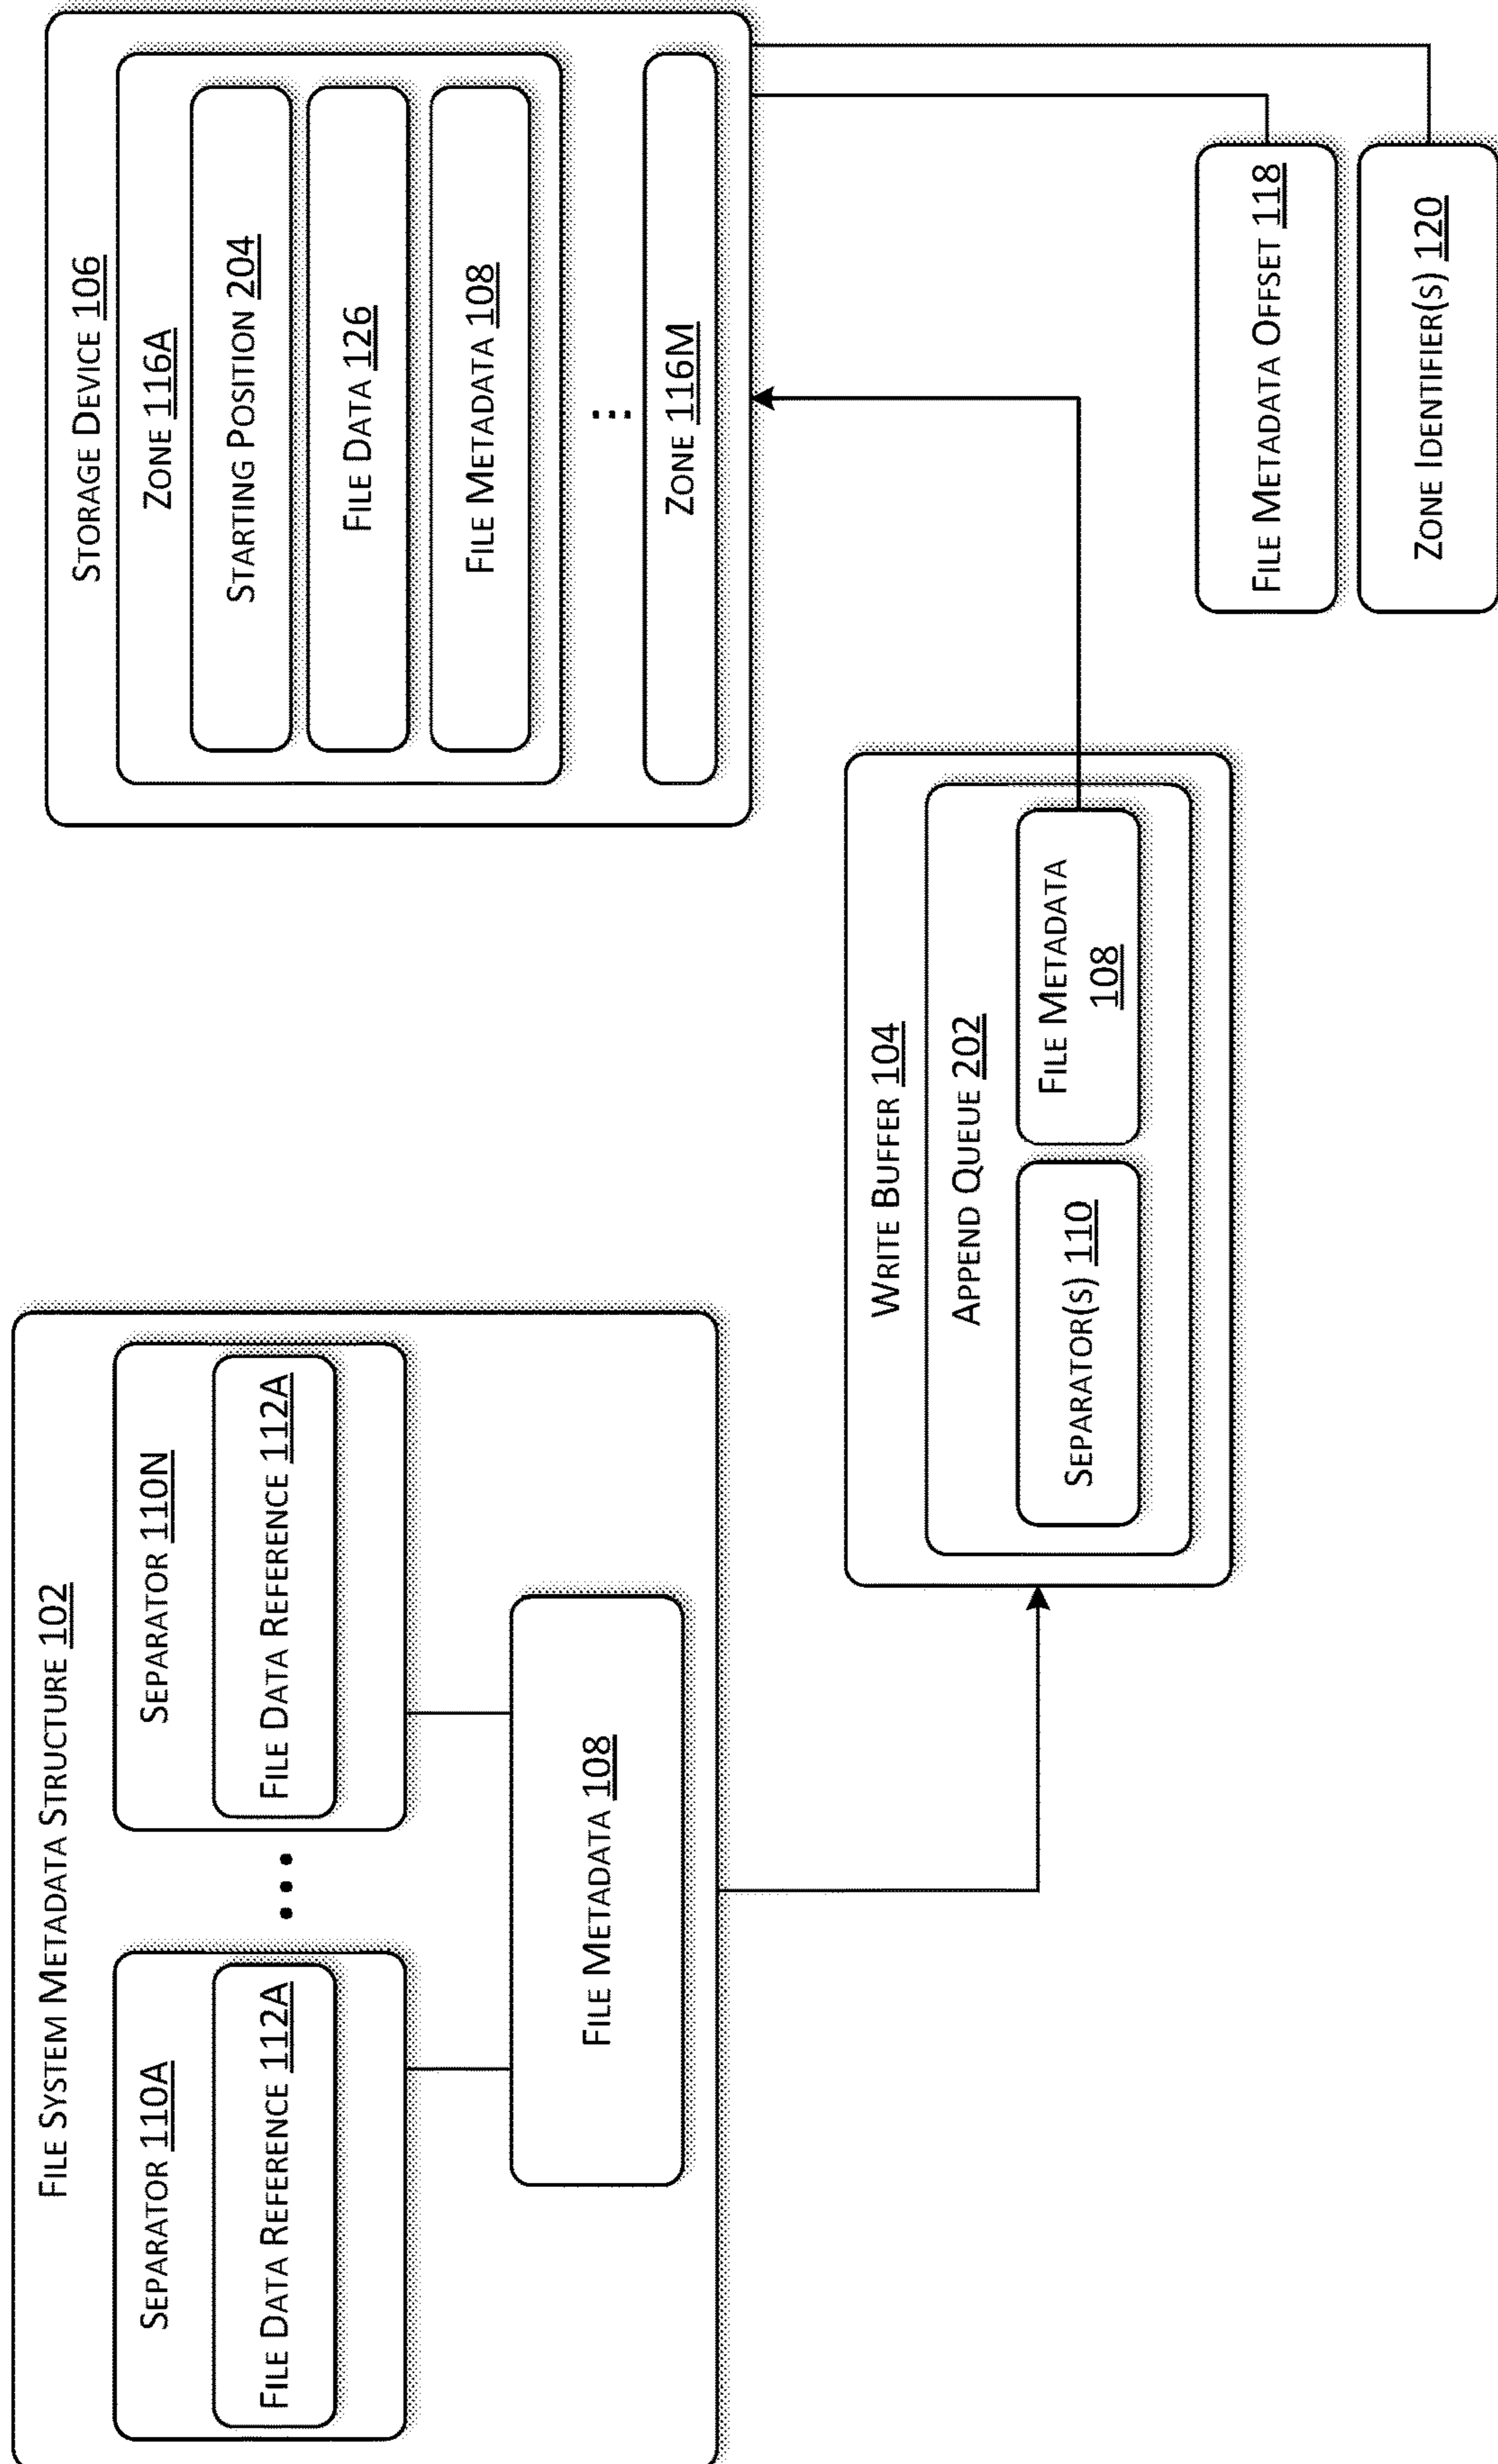 FILE SYSTEM METADATA STRUCTURE 102
SEPARATOR 110A
FILE DATA REFERENCE 112A
...
SEPARATOR 110N
FILE DATA REFERENCE 112A
FILE METADATA 108
WRITE BUFFER 104
APPEND QUEUE 202
SEPARATOR(S) 110
FILE METADATA
108
STORAGE DEVICE 106
ZONE 116A
STARTING POSITION 204
FILE DATA 126
FILE METADATA 108
...
ZONE 116M
FILE METADATA OFFSET 118
ZONE IDENTIFIER(S) 120